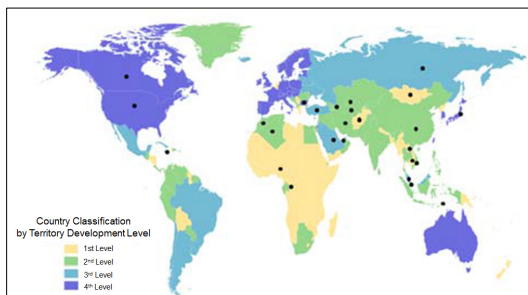 Country Classification
by Territory Development Level
1st Level
2nd Level
3rd Level
4th Level